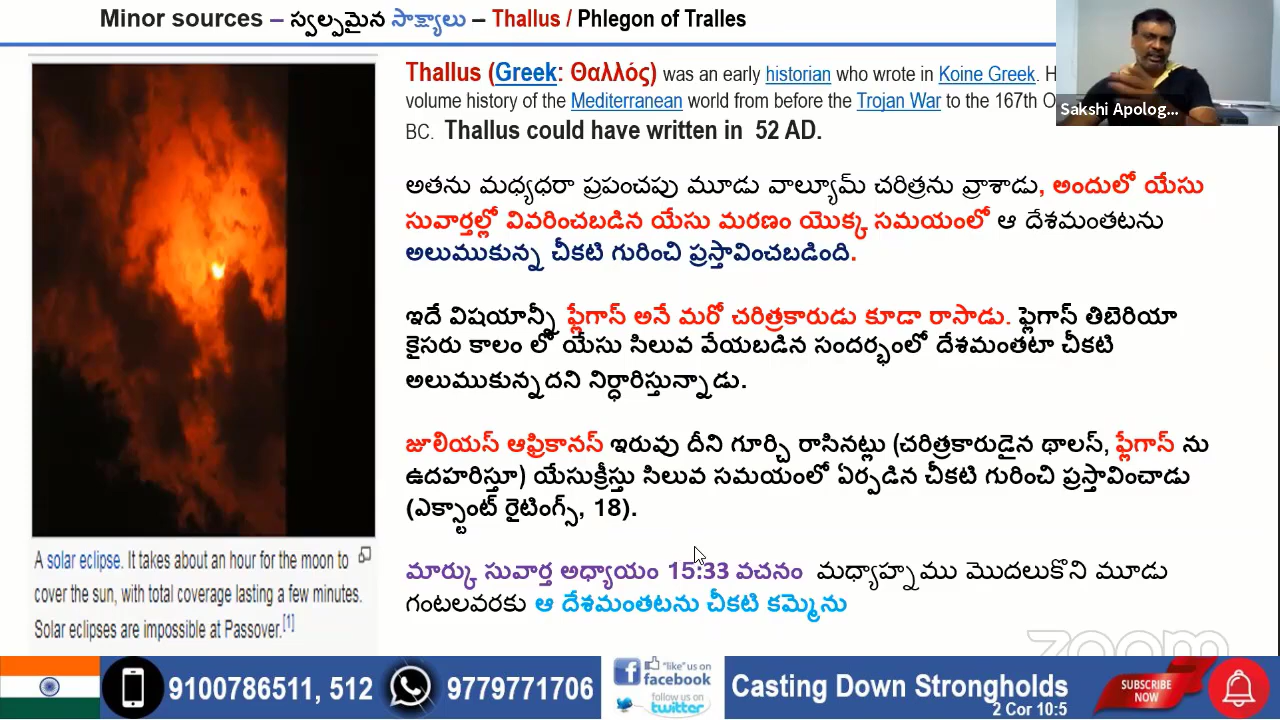 Minor sources – స్వల్పమైన సాక్ష్యాలు – Thallus / Phlegon of Tralles
Thallus (Greek: Θαλλός) was an early historian who wrote in Koine Greek. H
volume history of the Mediterranean world from before the Trojan War to the 167th O
BC. Thallus could have written in 52 AD.
Sakshi Apolog...
అతను మధ్యధరా ప్రపంచపు మూడు వాల్యూమ్ చరిత్రను వ్రాశాడు, అందులో యేసు
సువార్తల్లో వివరించబడిన యేసు మరణం యొక్క సమయంలో ఆ దేశమంతటను
అలుముకున్న చీకటి గురించి ప్రస్తావించబడింది.
ఇదే విషయాన్నీ ఫ్లేగాస్ అనే మరో చరిత్రకారుడు కూడా రాసాడు. ఫ్లెగాస్ తిబెరియా
కైసరు కాలం లో యేసు సిలువ వేయబడిన సందర్భంలో దేశమంతటా చీకటి
అలుముకున్నదని నిర్ధారిస్తున్నాడు.
జూలియస్ ఆఫ్రికానస్ ఇరువు దీని గూర్చి రాసినట్లు (చరిత్రకారుడైన థాలస్, ఫ్లేగాస్ ను
ఉదహరిస్తూ) యేసుక్రీస్తు సిలువ సమయంలో ఏర్పడిన చీకటి గురించి ప్రస్తావించాడు
(ఎక్స్టాంట్ రైటింగ్స్, 18).
మార్కు సువార్త అధ్యాయం 15:33 వచనం మధ్యాహ్నము మొదలుకొని మూడు
గంటలవరకు ఆ దేశమంతటను చీకటి కమ్మెను
A solar eclipse. It takes about an hour for the moon to
cover the sun, with total coverage lasting a few minutes.
Solar eclipses are impossible at Passover.[1]
zoom
9100786511, 512
9779771706
"like" us on
facebook
follow us on
twitter
Casting Down Strongholds
2 Cor 10:5
SUBSCRIBE
NOW